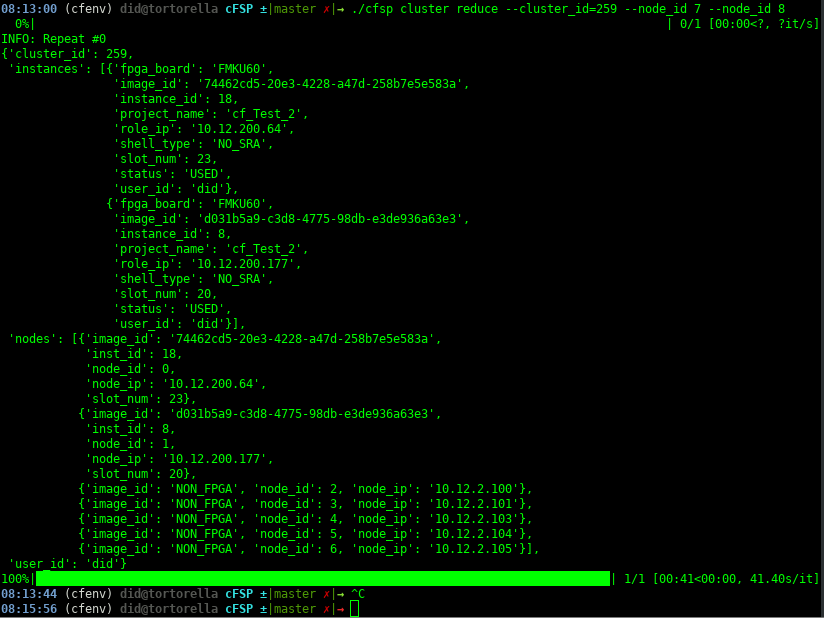 08:13:00 (cfenv) did@tortorella cFSP ±|master ✗|→ ./cfsp cluster reduce --cluster_id=259 --node_id 7 --node_id 8
  0%|                                                                                          | 0/1 [00:00<?, ?it/s]
INFO: Repeat #0
{'cluster_id': 259,
 'instances': [{'fpga_board': 'FMKU60',
                'image_id': '74462cd5-20e3-4228-a47d-258b7e5e583a',
                'instance_id': 18,
                'project_name': 'cf_Test_2',
                'role_ip': '10.12.200.64',
                'shell_type': 'NO_SRA',
                'slot_num': 23,
                'status': 'USED',
                'user_id': 'did'},
               {'fpga_board': 'FMKU60',
                'image_id': 'd031b5a9-c3d8-4775-98db-e3de936a63e3',
                'instance_id': 8,
                'project_name': 'cf_Test_2',
                'role_ip': '10.12.200.177',
                'shell_type': 'NO_SRA',
                'slot_num': 20,
                'status': 'USED',
                'user_id': 'did'}],
 'nodes': [{'image_id': '74462cd5-20e3-4228-a47d-258b7e5e583a',
            'inst_id': 18,
            'node_id': 0,
            'node_ip': '10.12.200.64',
            'slot_num': 23},
           {'image_id': 'd031b5a9-c3d8-4775-98db-e3de936a63e3',
            'inst_id': 8,
            'node_id': 1,
            'node_ip': '10.12.200.177',
            'slot_num': 20},
           {'image_id': 'NON_FPGA', 'node_id': 2, 'node_ip': '10.12.2.100'},
           {'image_id': 'NON_FPGA', 'node_id': 3, 'node_ip': '10.12.2.101'},
           {'image_id': 'NON_FPGA', 'node_id': 4, 'node_ip': '10.12.2.103'},
           {'image_id': 'NON_FPGA', 'node_id': 5, 'node_ip': '10.12.2.104'},
           {'image_id': 'NON_FPGA', 'node_id': 6, 'node_ip': '10.12.2.105'}],
 'user_id': 'did'}
100%|                                                                                  | 1/1 [00:41<00:00, 41.40s/it]
08:13:44 (cfenv) did@tortorella cFSP ±|master ✗|→ ^C
08:15:56 (cfenv) did@tortorella cFSP ±|master ✗|→